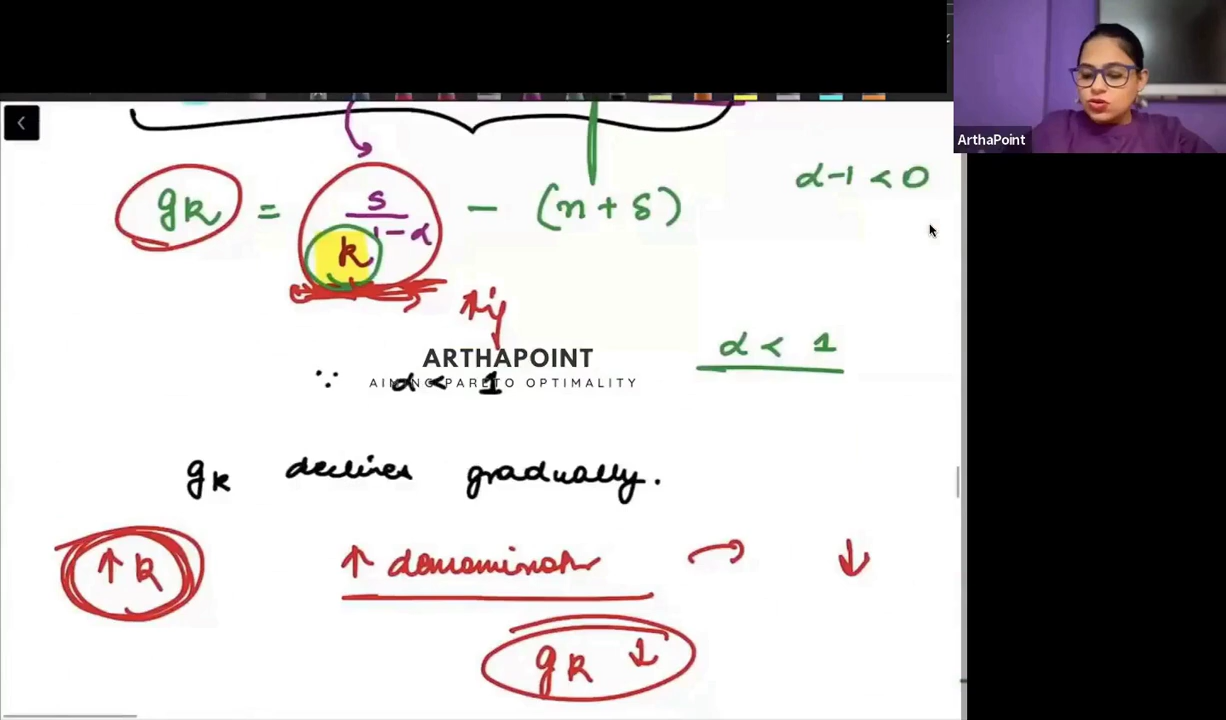 ArthaPoint
α-1 < 0
gk = s / k^1-α - (n + δ)
ARTHAPOINT
α < 1
AIMING PARETO OPTIMALITY
∵ α < 1
gk declines gradually.
↑ k ↑ denominator → ↓
gk ↓